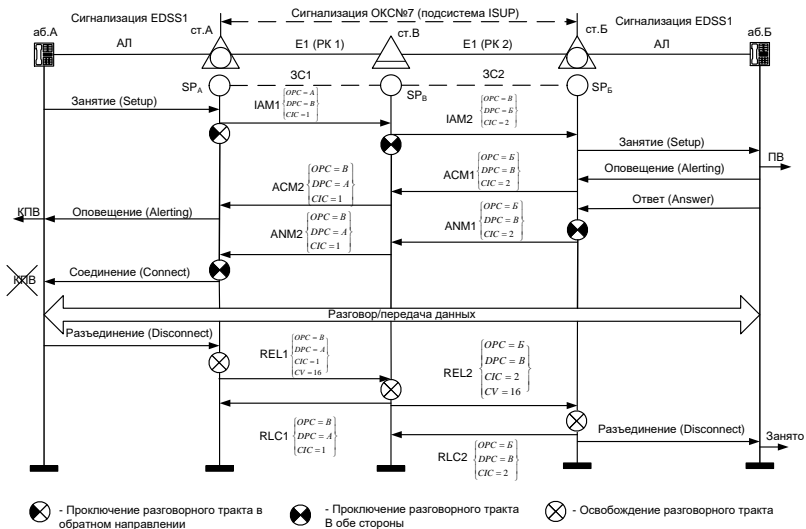 Сигнализация EDSS1
Сигнализация ОКС№7 (подсистема ISUP)
Сигнализация EDSS1
аб.А
ст.А
ст.В
ст.Б
аб.Б
АЛ
Е1 (РК 1)
Е1 (РК 2)
АЛ
ЗС1
ЗС2
SPА
SPВ
SPБ
Занятие (Setup)
IAM1
OPC = A
DPC = B
CIC = 1
IAM2
OPC = B
DPC = Б
CIC = 2
Занятие (Setup)
ПВ
ACM2
OPC = B
DPC = A
CIC = 1
ACM1
OPC = Б
DPC = B
CIC = 2
Оповещение (Alerting)
КПВ
Оповещение (Alerting)
Ответ (Answer)
ANM2
OPC = B
DPC = A
CIC = 1
ANM1
OPC = Б
DPC = B
CIC = 2
КПВ
Соединение (Connect)
Разговор/передача данных
Разъединение (Disconnect)
REL1
OPC = B
DPC = A
CIC = 1
CV = 16
REL2
OPC = Б
DPC = B
CIC = 2
CV = 16
RLC1
OPC = B
DPC = A
CIC = 1
RLC2
OPC = Б
DPC = B
CIC = 2
Разъединение (Disconnect)
Занято
- Проключение разговорного тракта в
обратном направлении
- Проключение разговорного тракта
В обе стороны
- Освобождение разговорного тракта